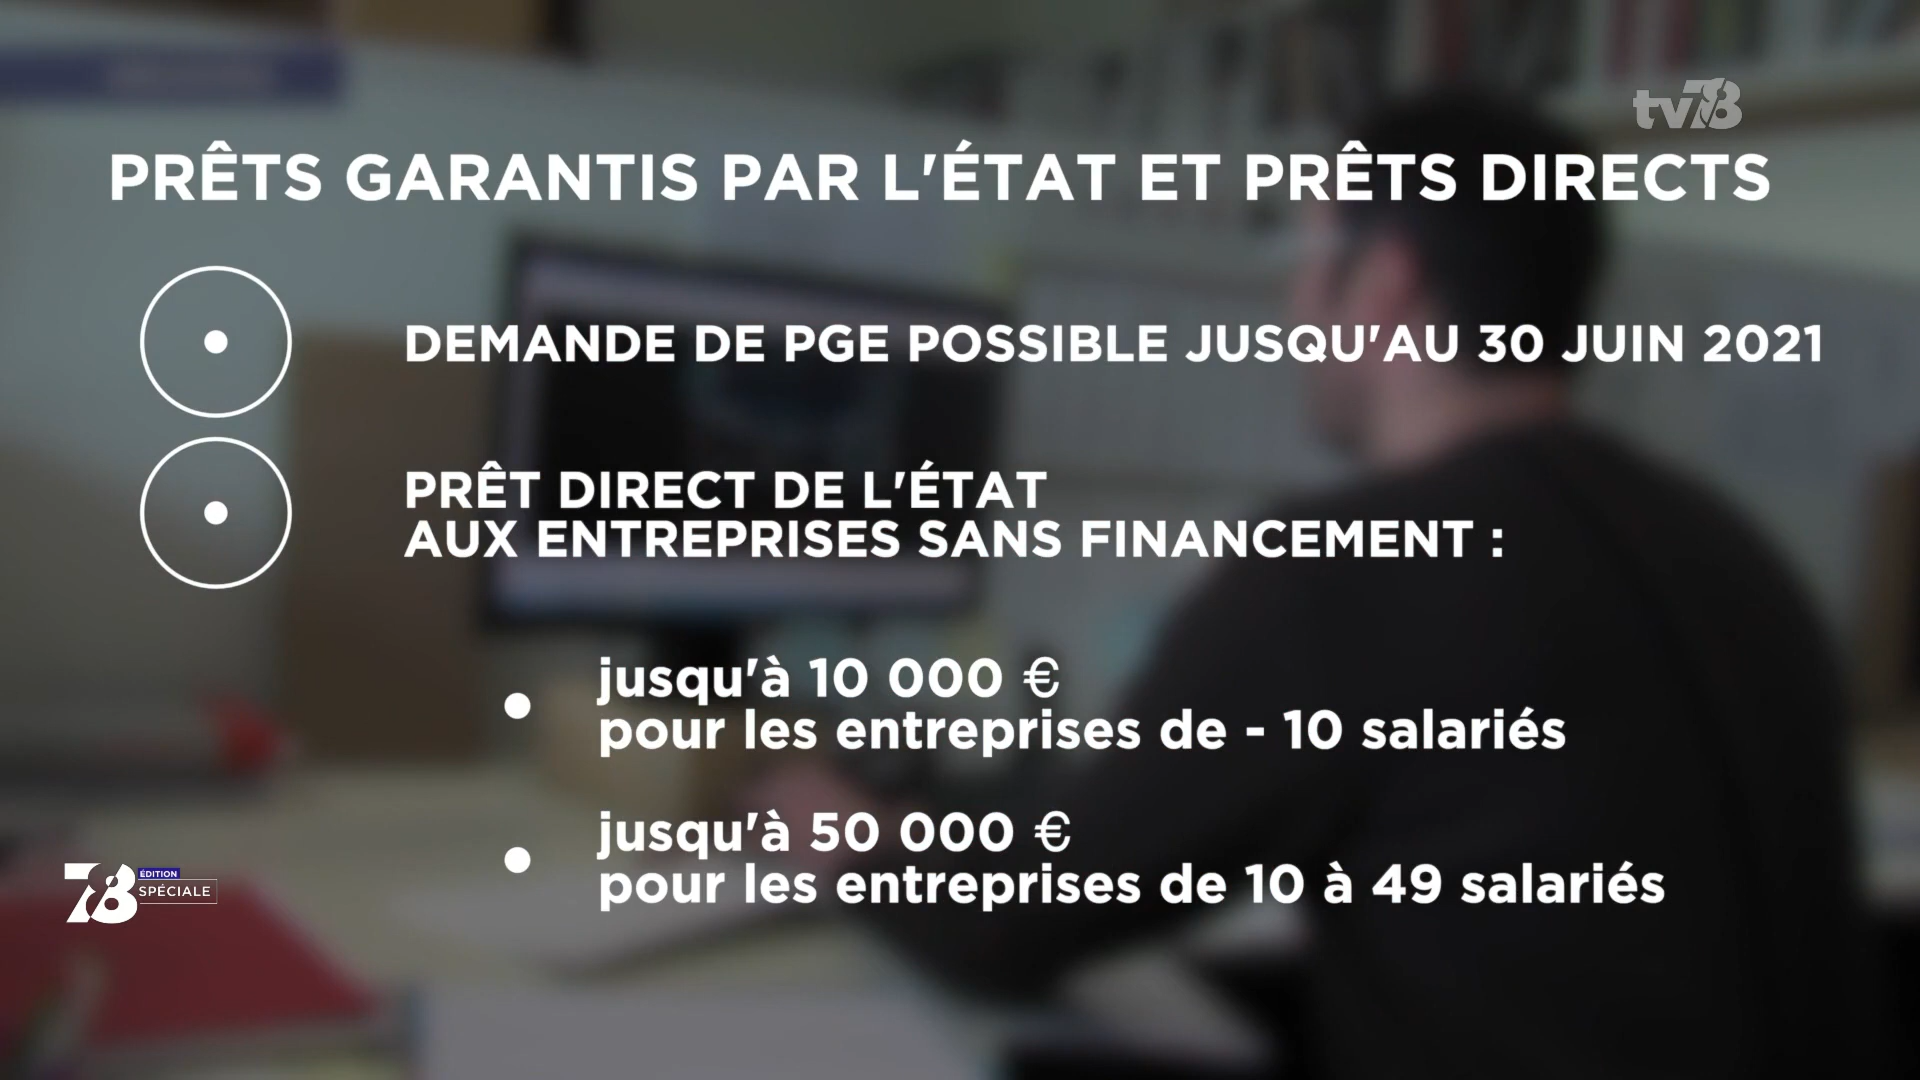 tv78
PRÊTS GARANTIS PAR L'ÉTAT ET PRÊTS DIRECTS
DEMANDE DE PGE POSSIBLE JUSQU'AU 30 JUIN 2021
PRÊT DIRECT DE L'ÉTAT
AUX ENTREPRISES SANS FINANCEMENT :
jusqu'à 10 000 €
pour les entreprises de - 10 salariés
jusqu'à 50 000 €
pour les entreprises de 10 à 49 salariés
78 ÉDITION
SPÉCIALE